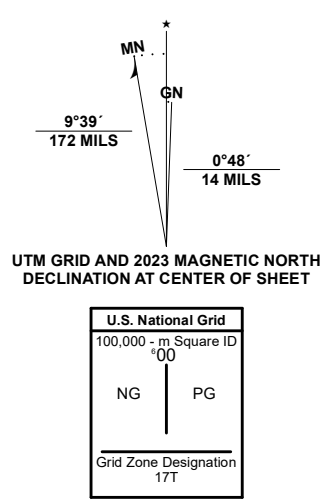 ★
MN
GN
9°39´
172 MILS
0°48´
14 MILS
UTM GRID AND 2023 MAGNETIC NORTH
DECLINATION AT CENTER OF SHEET
U.S. National Grid
100,000 - m Square ID
⁶00
NG PG
Grid Zone Designation
17T